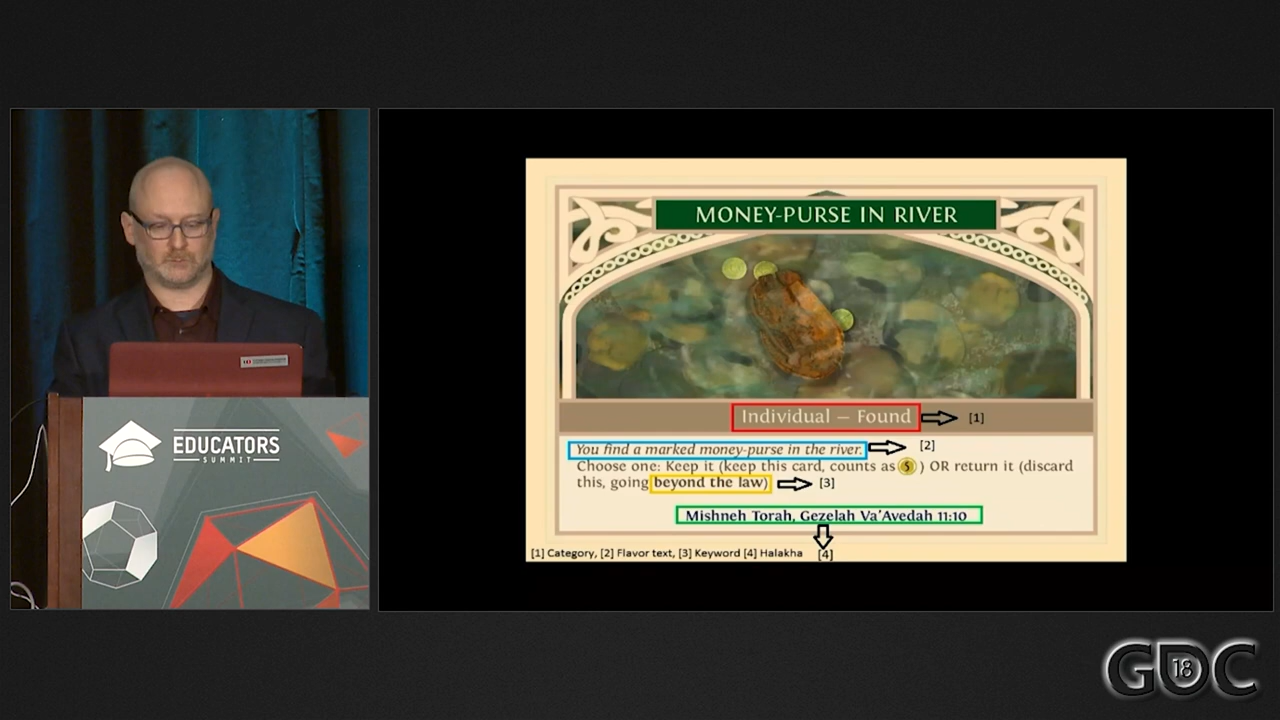 MONEY-PURSE IN RIVER
Individual – Found
[1]
You find a marked money-purse in the river.
[2]
Choose one: Keep it (keep this card, counts as 5 ) OR return it (discard
this, going beyond the law)
[3]
Mishneh Torah, Gezelah Va'Avedah 11:10
[1] Category, [2] Flavor text, [3] Keyword [4] Halakha
[4]
EDUCATORS
SUMMIT
GDC
18